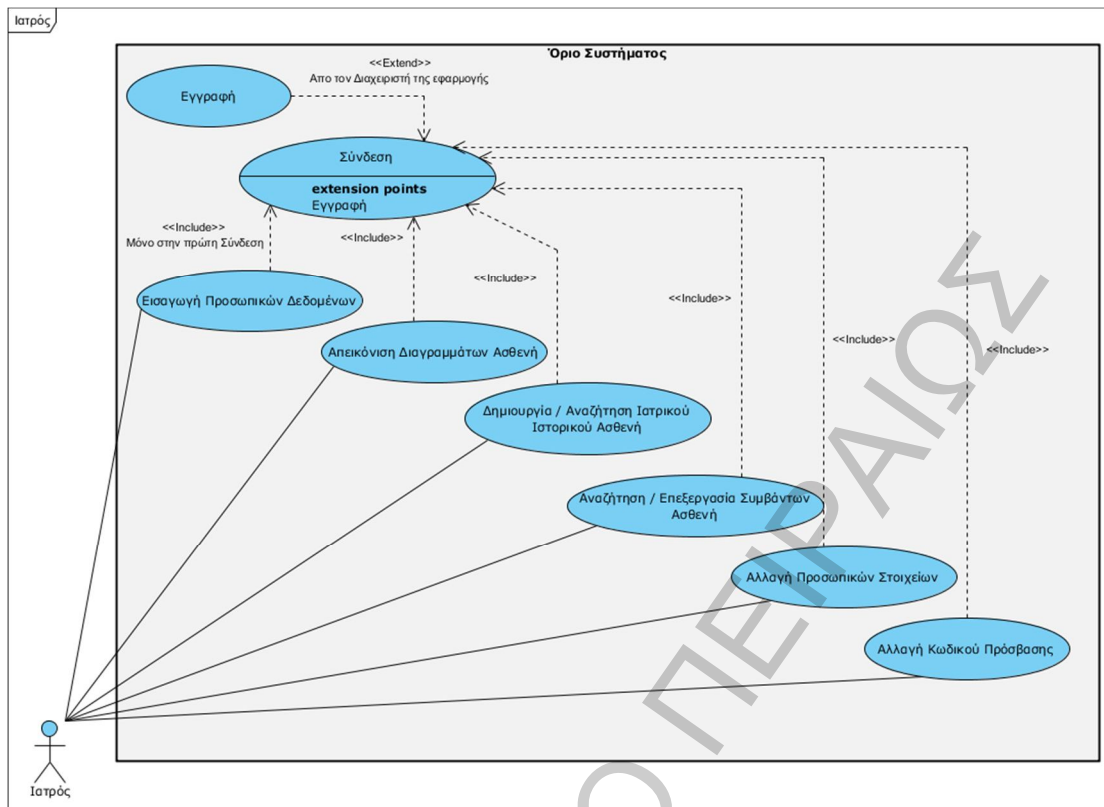 Ιατρός
Όριο Συστήματος
<<Extend>>
Απο τον Διαχειριστή της εφαρμογής
Εγγραφή
Σύνδεση
extension points
Εγγραφή
<<Include>>
Μόνο στην πρώτη Σύνδεση
<<Include>>
<<Include>>
<<Include>>
<<Include>>
<<Include>>
Εισαγωγή Προσωπικών Δεδομένων
Απεικόνιση Διαγραμμάτων Ασθενή
Δημιουργία / Αναζήτηση Ιατρικού
Ιστορικού Ασθενή
Αναζήτηση / Επεξεργασία Συμβάντων
Ασθενή
Αλλαγή Προσωπικών Στοιχείων
Αλλαγή Κωδικού Πρόσβασης
Ιατρός
Ο ΠΕΙΡΑΙΩΣ